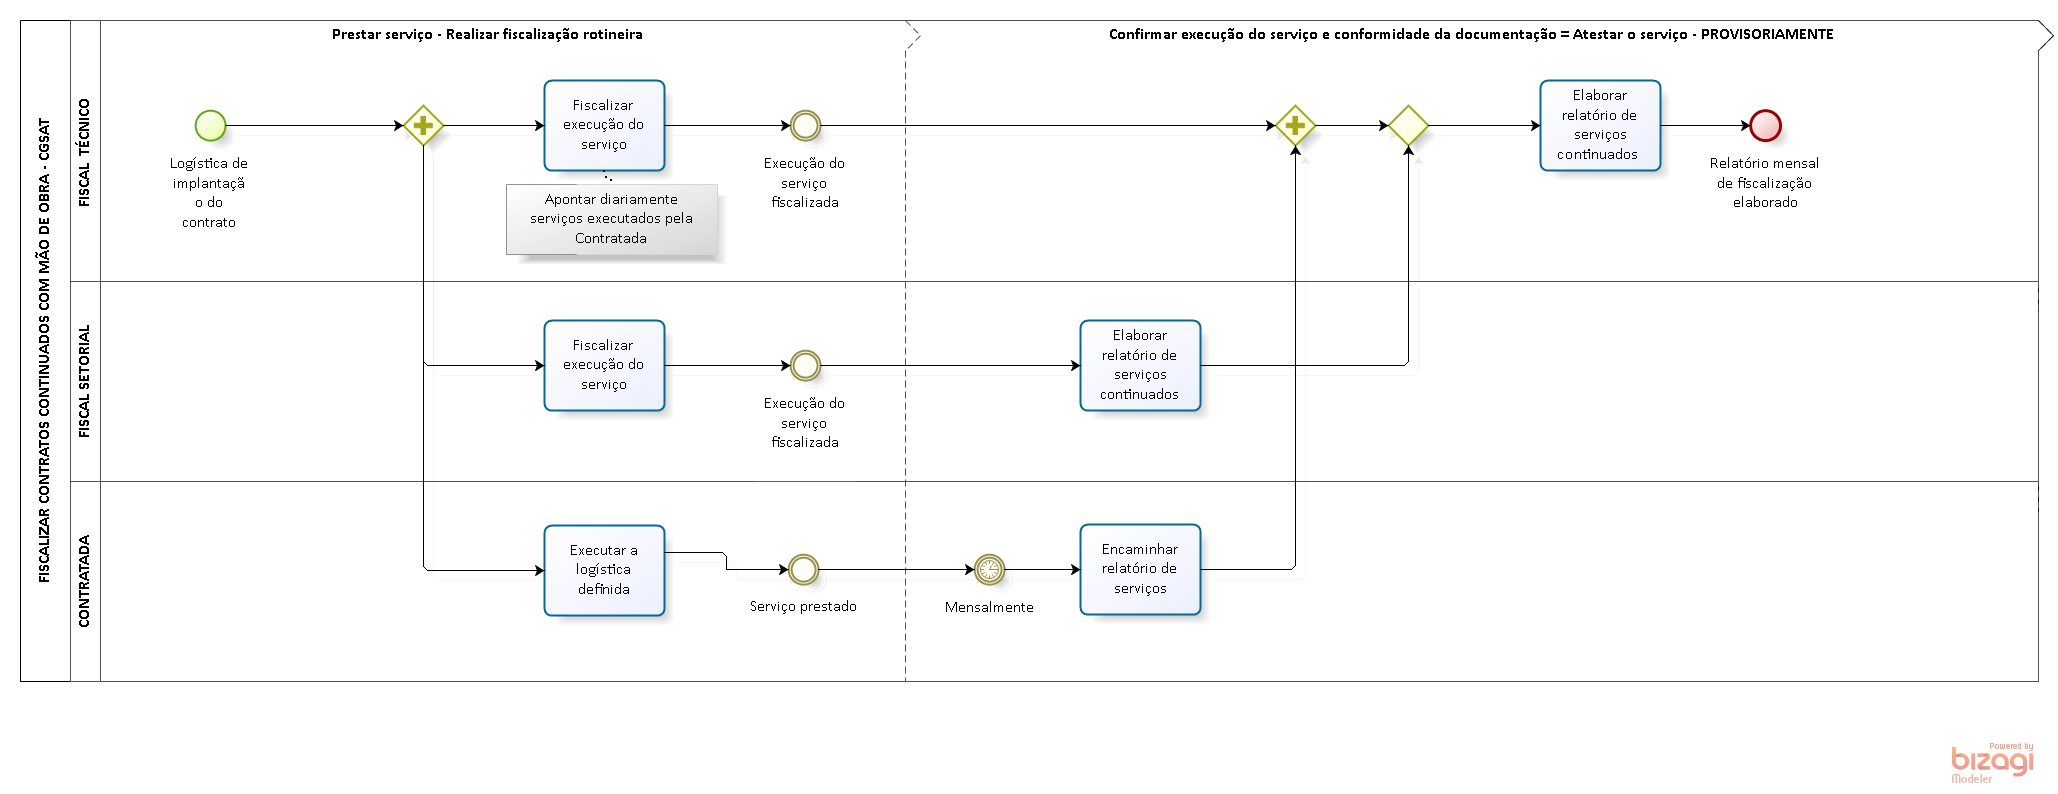 FISCALIZAR CONTRATOS CONTINUADOS COM MÃO DE OBRA - CGSAT
Prestar serviço - Realizar fiscalização rotineira
Confirmar execução do serviço e conformidade da documentação = Atestar o serviço - PROVISORIAMENTE
FISCAL TÉCNICO
Logística de
implantaçã
o do
contrato
Fiscalizar
execução do
serviço
Apontar diariamente
serviços executados pela
Contratada
Execução do
serviço
fiscalizada
Elaborar
relatório de
serviços
continuados
Relatório mensal
de fiscalização
elaborado
FISCAL SETORIAL
Fiscalizar
execução do
serviço
Execução do
serviço
fiscalizada
Elaborar
relatório de
serviços
continuados
CONTRATADA
Executar a
logística
definida
Serviço prestado
Mensalmente
Encaminhar
relatório de
serviços
Powered by
bizagi
Modeler